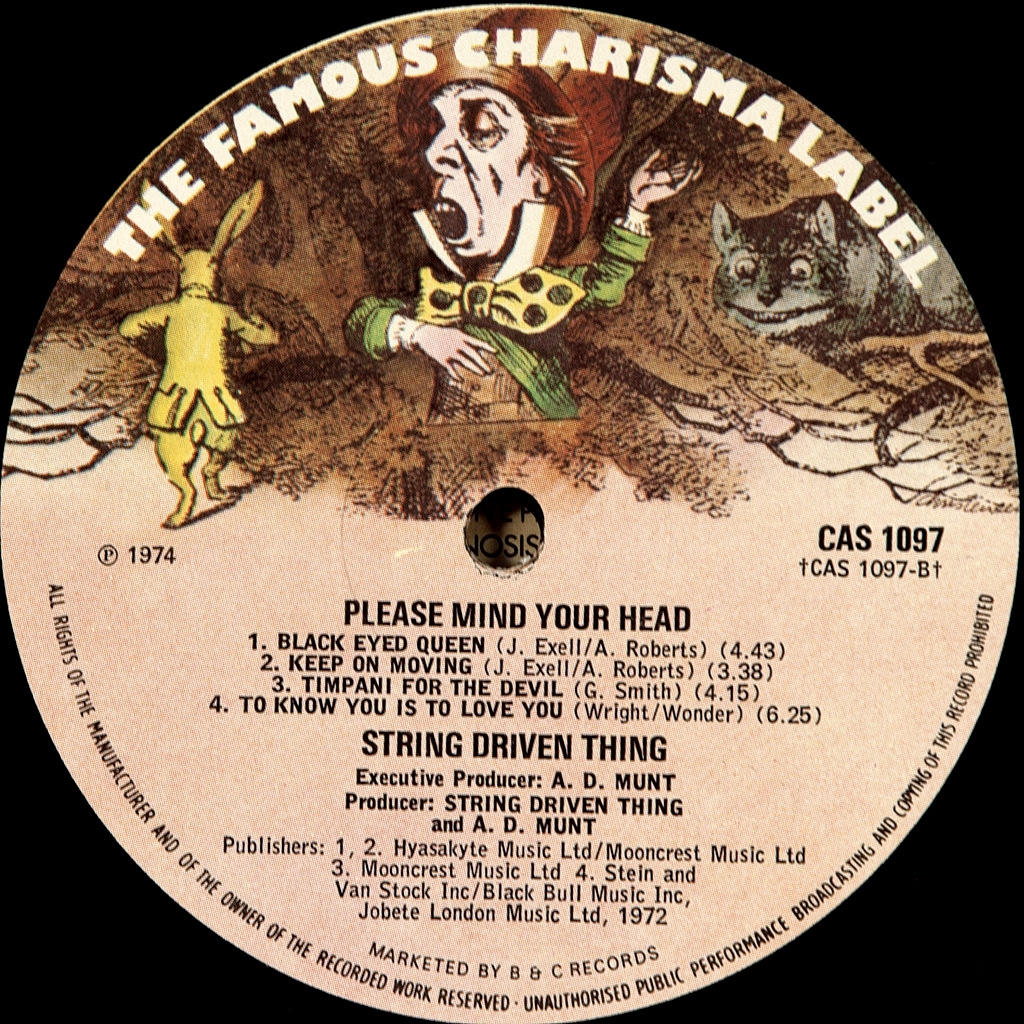 THE FAMOUS CHARISMA LABEL
℗ 1974
CAS 1097
†CAS 1097-B†
PLEASE MIND YOUR HEAD
1. BLACK EYED QUEEN (J. Exell/A. Roberts) (4.43)
2. KEEP ON MOVING (J. Exell/A. Roberts) (3.38)
3. TIMPANI FOR THE DEVIL (G. Smith) (4.15)
4. TO KNOW YOU IS TO LOVE YOU (Wright/Wonder) (6.25)
STRING DRIVEN THING
Executive Producer: A. D. MUNT
Producer: STRING DRIVEN THING
and A. D. MUNT
Publishers: 1, 2. Hyasakyte Music Ltd/Mooncrest Music Ltd
3. Mooncrest Music Ltd 4. Stein and
Van Stock Inc/Black Bull Music Inc,
Jobete London Music Ltd, 1972
MARKETED BY B & C RECORDS
ALL RIGHTS OF THE MANUFACTURER AND OF THE OWNER OF THE RECORDED WORK RESERVED · UNAUTHORISED PUBLIC PERFORMANCE BROADCASTING AND COPYING OF THIS RECORD PROHIBITED